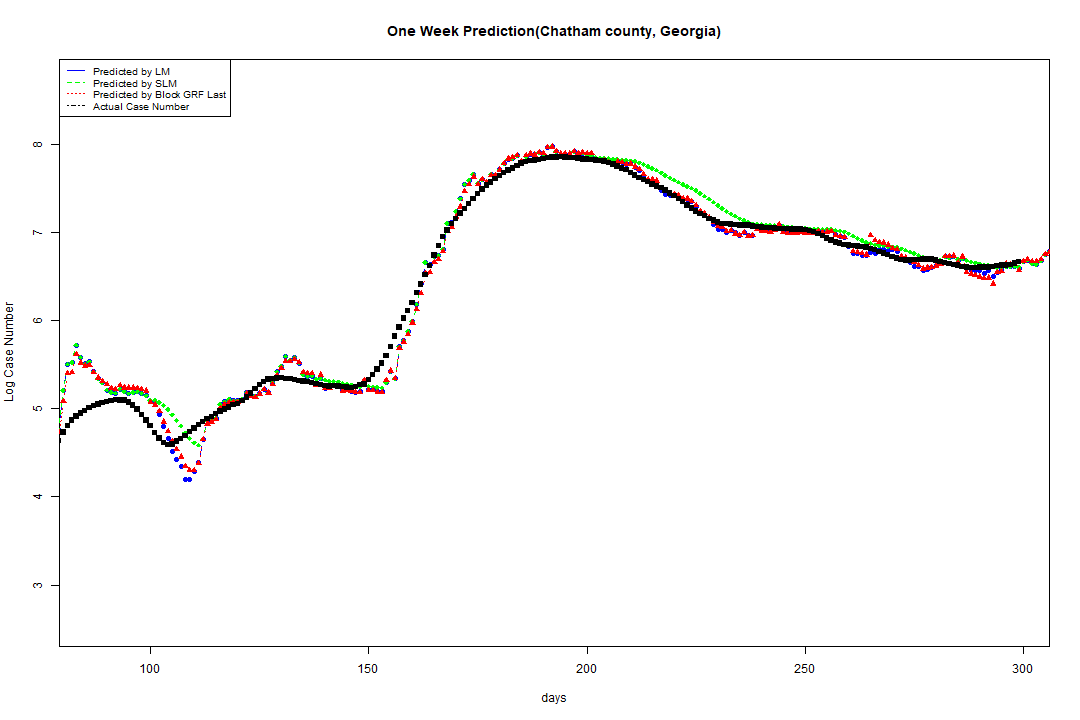 One Week Prediction(Chatham county, Georgia)
Predicted by LM
Predicted by SLM
Predicted by Block GRF Last
Actual Case Number
8
7
6
5
4
3
Log Case Number
100 150 200 250 300
days